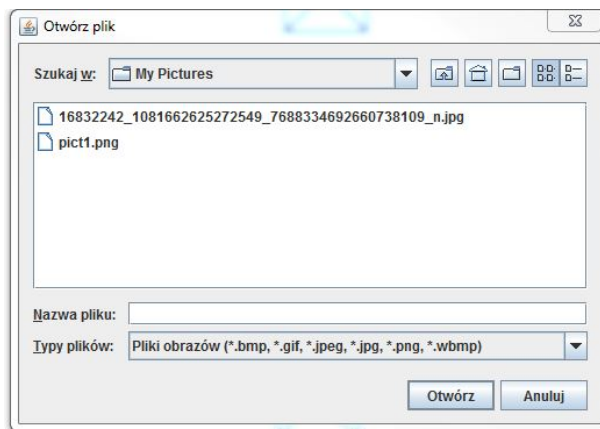 Otwórz plik
Szukaj w: My Pictures
16832242_1081662625272549_7688334692660738109_n.jpg
pict1.png
Nazwa pliku:
Typy plików: Pliki obrazów (*.bmp, *.gif, *.jpeg, *.jpg, *.png, *.wbmp)
Otwórz Anuluj